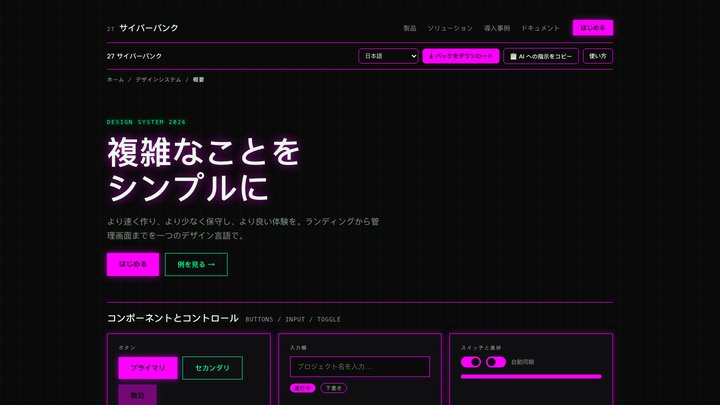 27 サイバーパンク
製品 ソリューション 導入事例 ドキュメント はじめる
27 サイバーパンク
日本語 パックをダウンロード AI への指示をコピー 使い方
ホーム / デザインシステム / 概要
DESIGN SYSTEM 2026
複雑なことを
シンプルに
より速く作り、より少なく保守し、より良い体験を。ランディングから管
理画面までを一つのデザイン言語で。
はじめる 例を見る →
コンポーネントとコントロール BUTTONS / INPUT / TOGGLE
ボタン
プライマリ セカンダリ
無効
入力欄
プロジェクト名を入力…
進行中 下書き
スイッチと進捗
自動同期